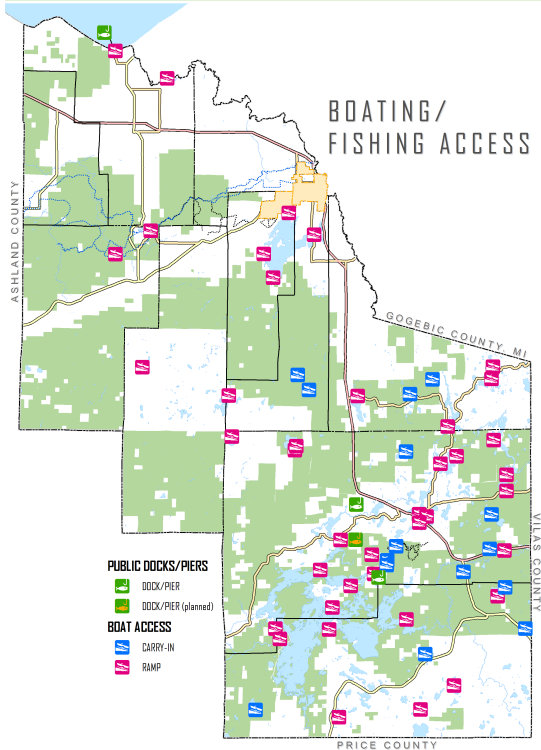 BOATING/
FISHING ACCESS
ASHLAND COUNTY
GOGEBIC COUNTY, MI
VILAS COUNTY
PUBLIC DOCKS/PIERS
DOCK/PIER
DOCK/PIER (planned)
BOAT ACCESS
CARRY-IN
RAMP
PRICE COUNTY